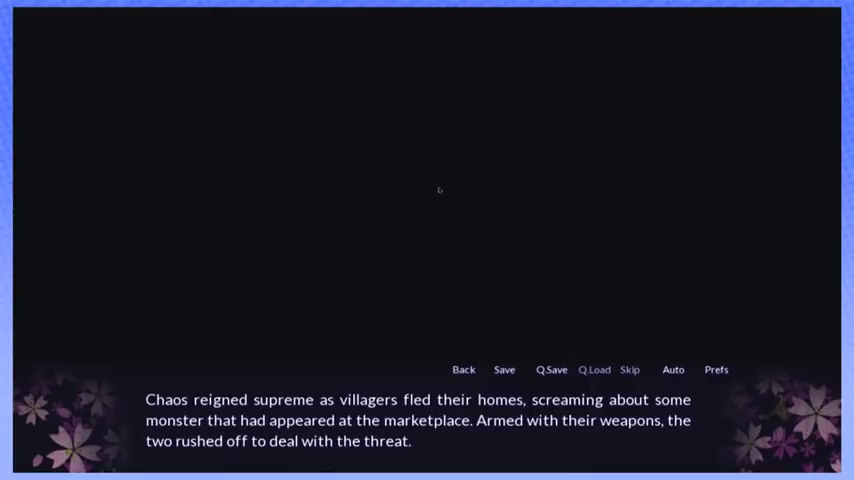 Back Save Q.Save Q.Load Skip Auto Prefs
Chaos reigned supreme as villagers fled their homes, screaming about some
monster that had appeared at the marketplace. Armed with their weapons, the
two rushed off to deal with the threat.